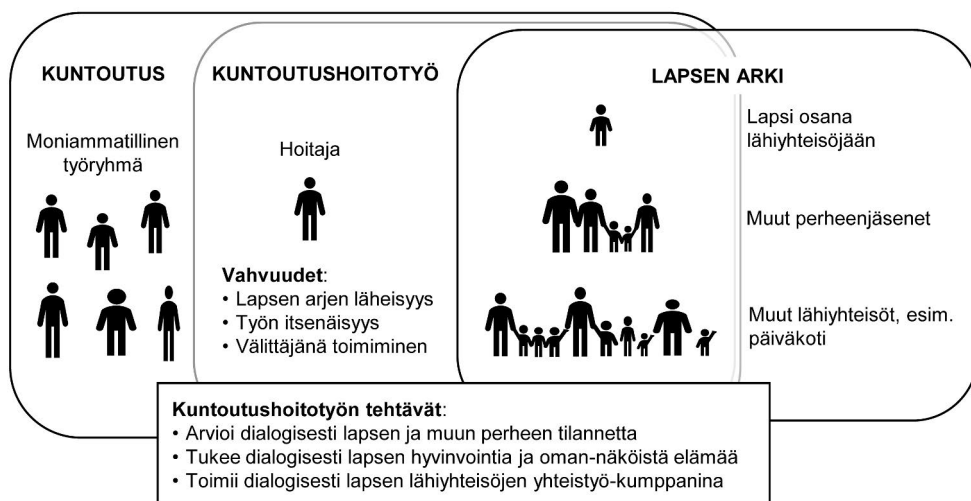 KUNTOUTUS
Moniammatillinen
työryhmä
KUNTOUTUSHOITOTYÖ
Hoitaja
Vahvuudet:
• Lapsen arjen läheisyys
• Työn itsenäisyys
• Välittäjänä toimiminen
LAPSEN ARKI
Lapsi osana
lähiyhteisöjään
Muut perheenjäsenet
Muut lähiyhteisöt, esim.
päiväkoti
Kuntoutushoitotyön tehtävät:
• Arvioi dialogisesti lapsen ja muun perheen tilannetta
• Tukee dialogisesti lapsen hyvinvointia ja oman-näköistä elämää
• Toimii dialogisesti lapsen lähiyhteisöjen yhteistyö-kumppanina